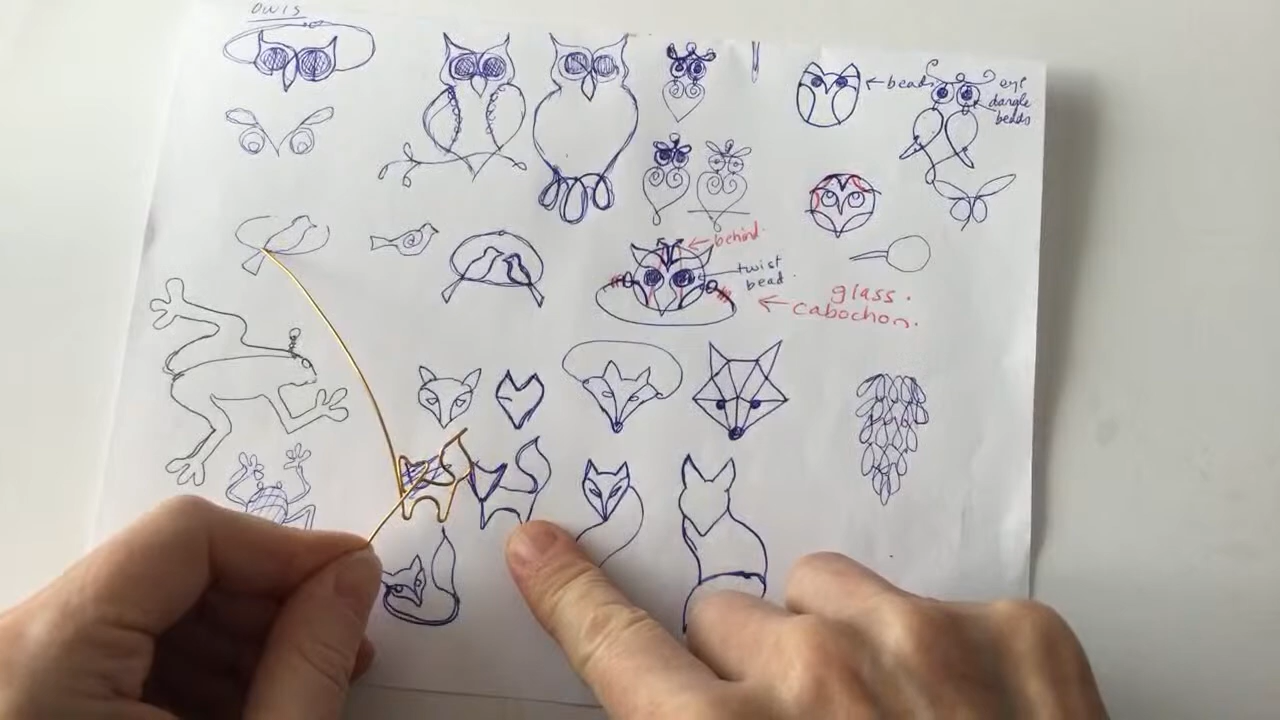 owls
← beads
eye
dangle
beads
← behind.
twist
bead.
← glass.
cabochon.